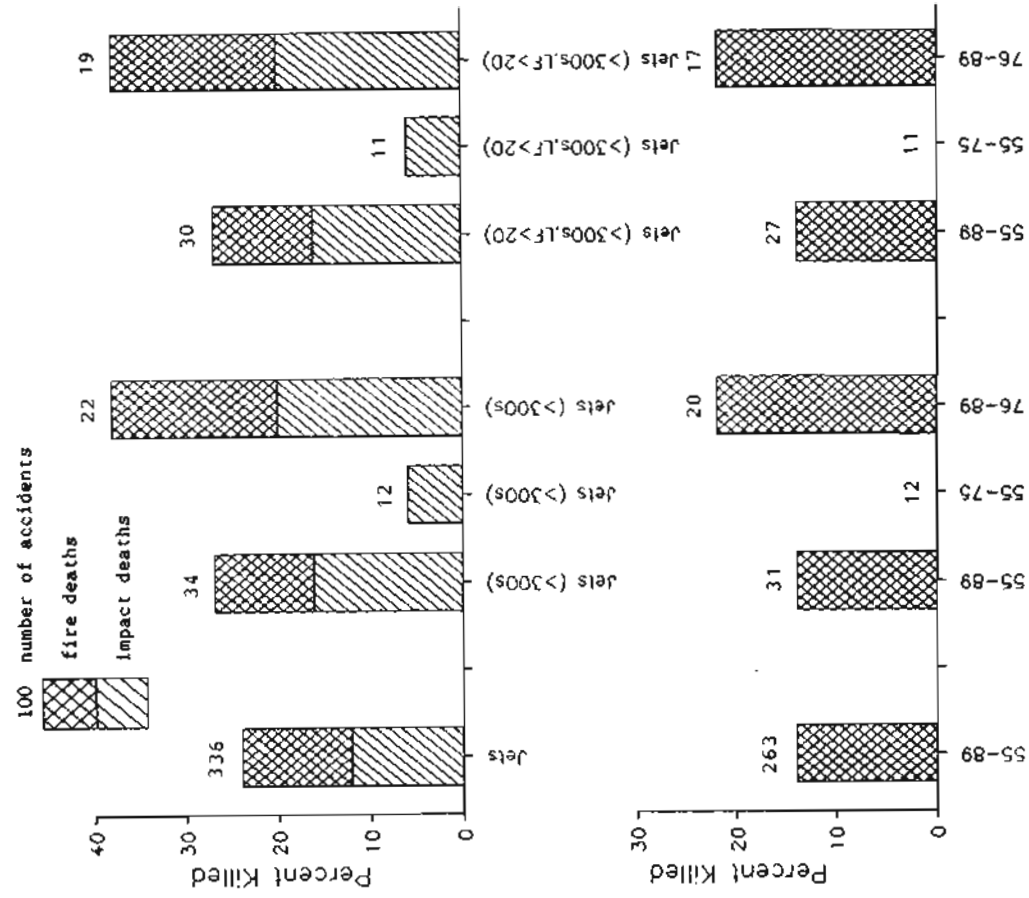 100 number of accidents
fire deaths
impact deaths
Percent Killed
40
30
20
10
0
336
34
12
22
30
11
19
Jets
Jets (>300s)
Jets (>300s)
Jets (>300s)
Jets (>300s,LF>20)
Jets (>300s,LF>20)
Jets (>300s,LF>20)
Percent Killed
30
20
10
0
263
31
12
20
27
11
17
55-89
55-89
55-75
76-89
55-89
55-75
76-89